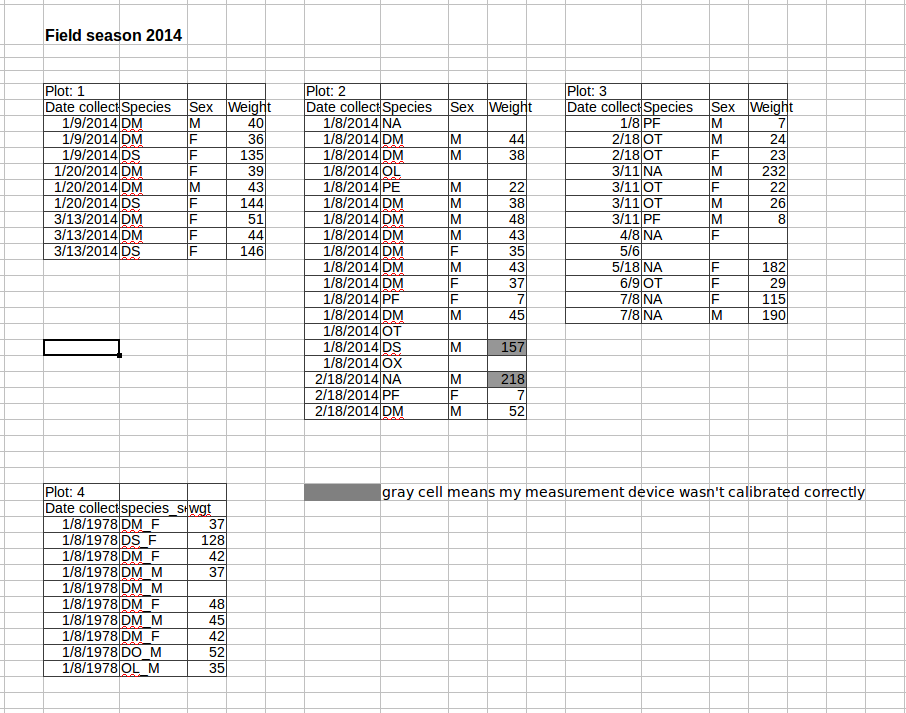 Field season 2014
Plot: 1
Date collect Species Sex Weight
1/9/2014 DM M 40
1/9/2014 DM F 36
1/9/2014 DS F 135
1/20/2014 DM F 39
1/20/2014 DM M 43
1/20/2014 DS F 144
3/13/2014 DM F 51
3/13/2014 DM F 44
3/13/2014 DS F 146
Plot: 2
Date collect Species Sex Weight
1/8/2014 NA
1/8/2014 DM M 44
1/8/2014 DM M 38
1/8/2014 OL
1/8/2014 PE M 22
1/8/2014 DM M 38
1/8/2014 DM M 48
1/8/2014 DM M 43
1/8/2014 DM F 35
1/8/2014 DM M 43
1/8/2014 DM F 37
1/8/2014 PF F 7
1/8/2014 DM M 45
1/8/2014 OT
1/8/2014 DS M 157
1/8/2014 OX
2/18/2014 NA M 218
2/18/2014 PF F 7
2/18/2014 DM M 52
Plot: 3
Date collect Species Sex Weight
1/8 PF M 7
2/18 OT M 24
2/18 OT F 23
3/11 NA M 232
3/11 OT F 22
3/11 OT M 26
3/11 PF M 8
4/8 NA F
5/6
5/18 NA F 182
6/9 OT F 29
7/8 NA F 115
7/8 NA M 190
Plot: 4
Date collect species_se wgt
1/8/1978 DM_F 37
1/8/1978 DS_F 128
1/8/1978 DM_F 42
1/8/1978 DM_M 37
1/8/1978 DM_M
1/8/1978 DM_F 48
1/8/1978 DM_M 45
1/8/1978 DM_F 42
1/8/1978 DO_M 52
1/8/1978 OL_M 35
gray cell means my measurement device wasn't calibrated correctly